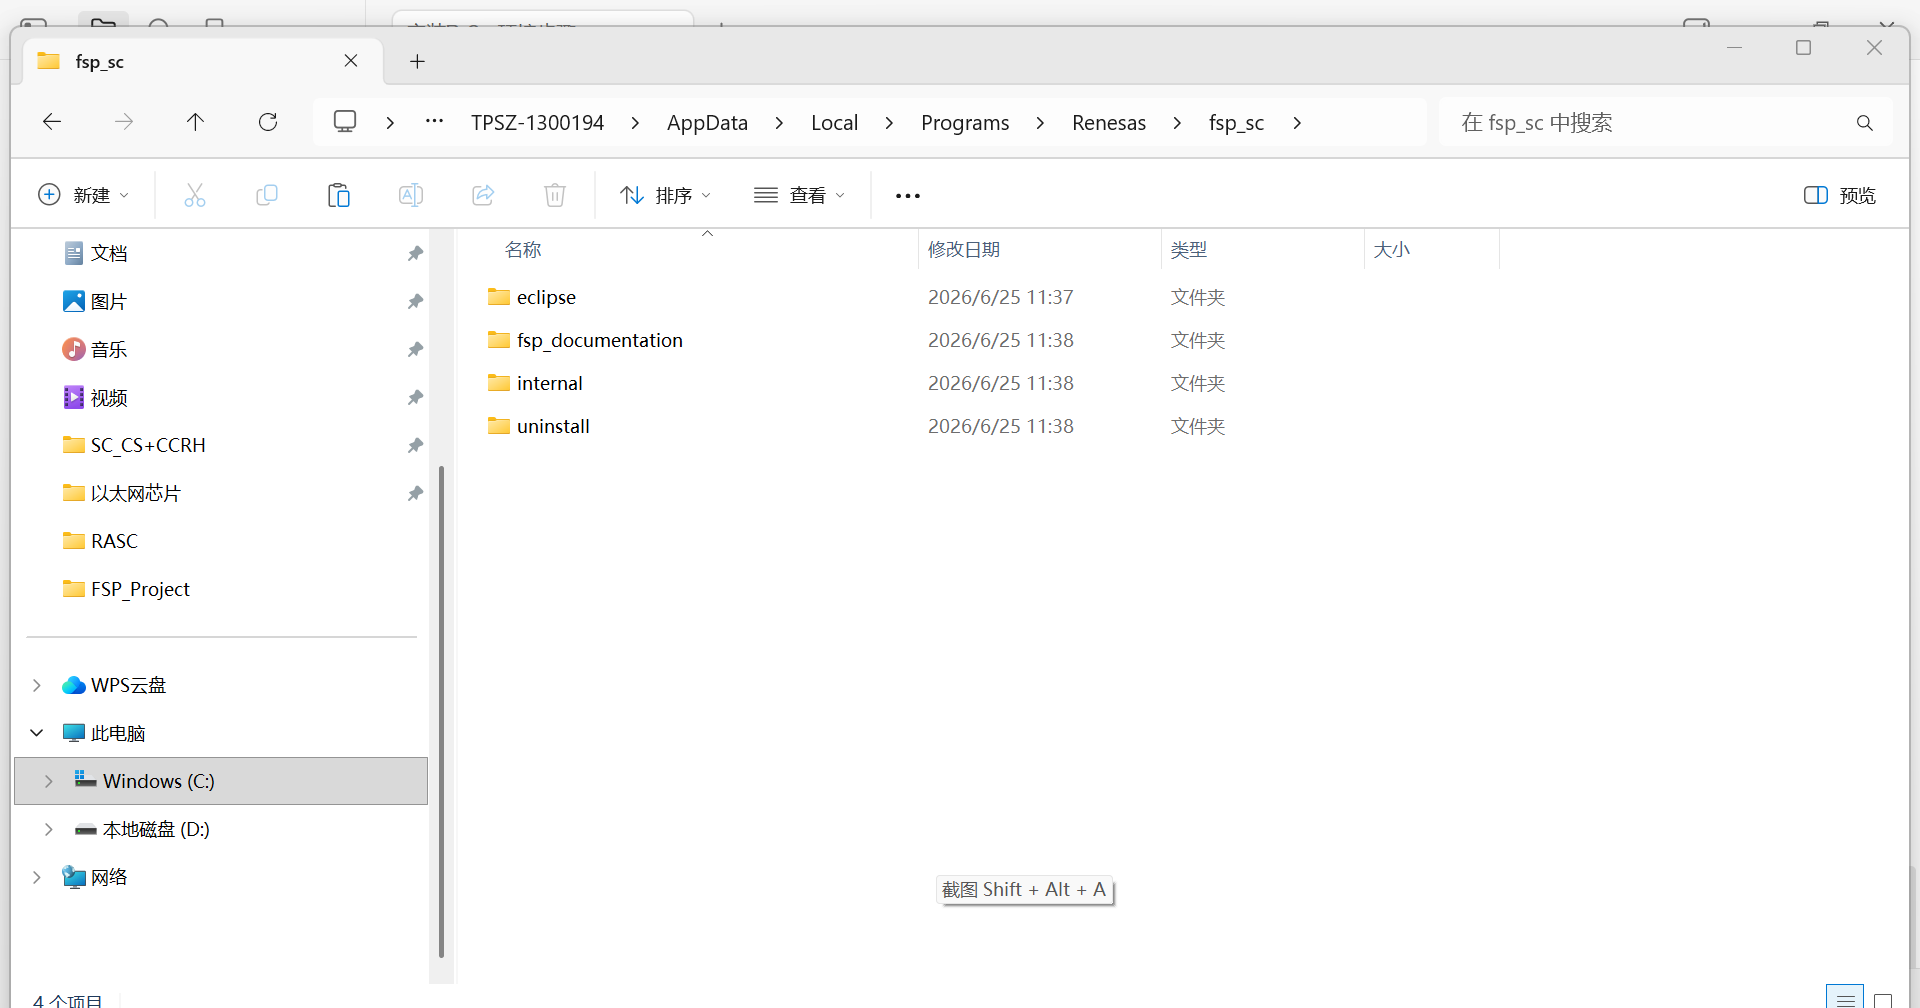 fsp_sc
TPSZ-1300194 AppData Local Programs Renesas fsp_sc
在 fsp_sc 中搜索
新建
排序
查看
预览
文档
图片
音乐
视频
SC_CS+CCRH
以太网芯片
RASC
FSP_Project
WPS云盘
此电脑
Windows (C:)
本地磁盘 (D:)
网络
名称 修改日期 类型 大小
eclipse 2026/6/25 11:37 文件夹
fsp_documentation 2026/6/25 11:38 文件夹
internal 2026/6/25 11:38 文件夹
uninstall 2026/6/25 11:38 文件夹
截图 Shift + Alt + A
4 个项目